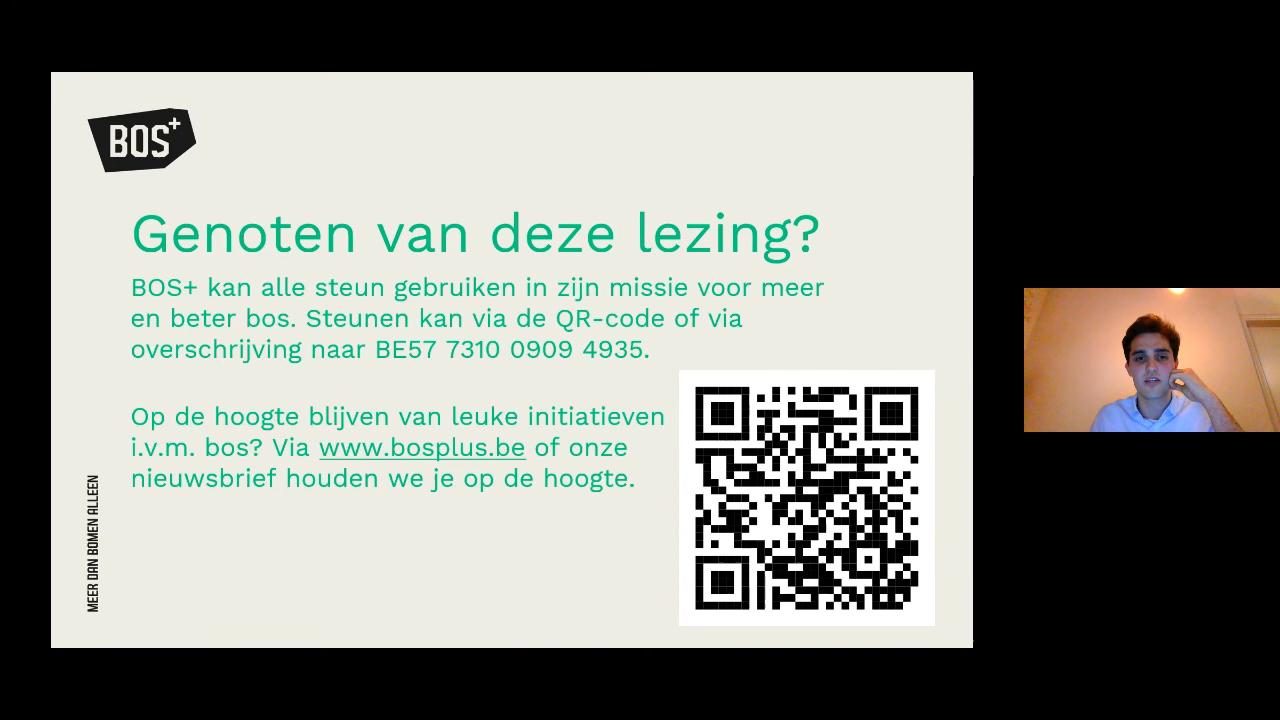 BOS+
Genoten van deze lezing?
BOS+ kan alle steun gebruiken in zijn missie voor meer
en beter bos. Steunen kan via de QR-code of via
overschrijving naar BE57 7310 0909 4935.
Op de hoogte blijven van leuke initiatieven
i.v.m. bos? Via www.bosplus.be of onze
nieuwsbrief houden we je op de hoogte.
MEER DAN BOMEN ALLEEN